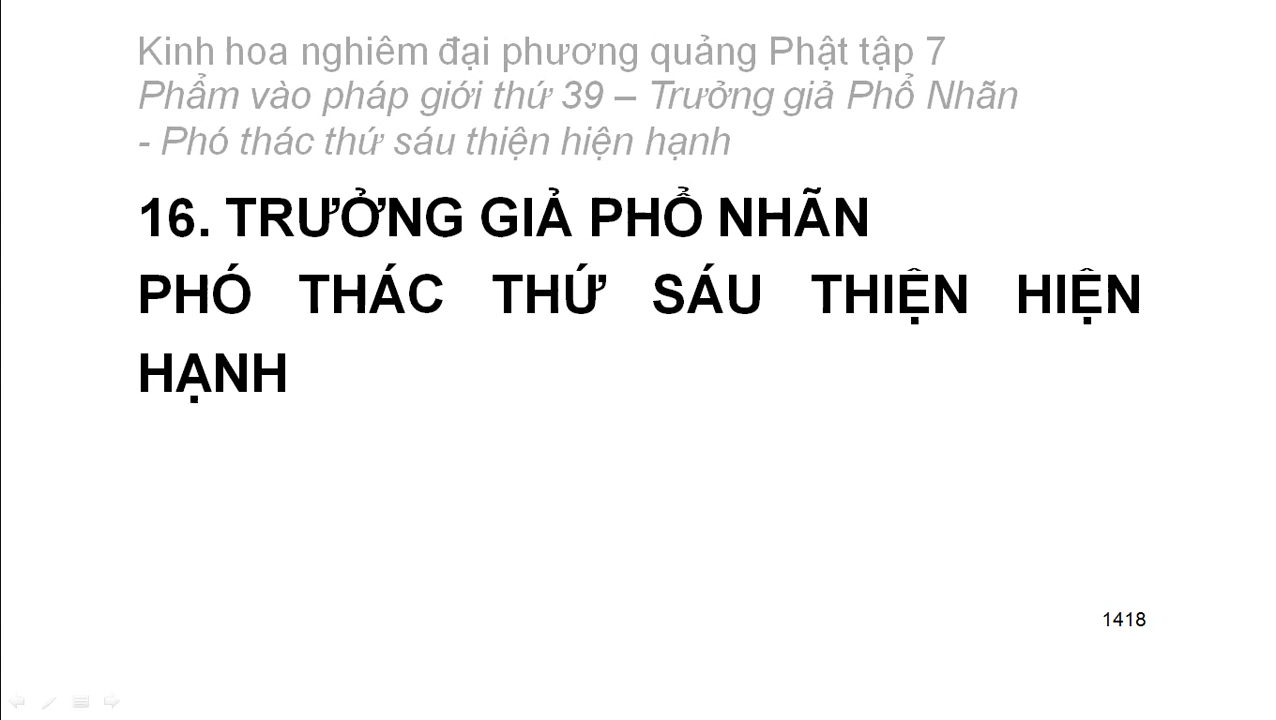 Kinh hoa nghiêm đại phương quảng Phật tập 7
Phẩm vào pháp giới thứ 39 – Trưởng giả Phổ Nhãn
- Phó thác thứ sáu thiện hiện hạnh
16. TRƯỞNG GIẢ PHỔ NHÃN
PHÓ THÁC THỨ SÁU THIỆN HIỆN
HẠNH
1418